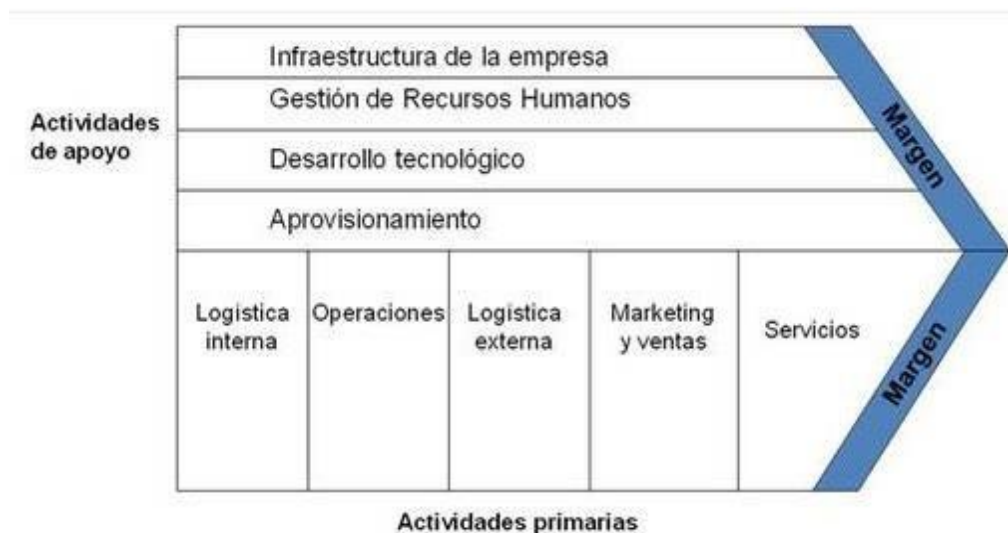 Infraestructura de la empresa
Gestión de Recursos Humanos
Actividades
de apoyo
Desarrollo tecnológico
Aprovisionamiento
Margen
Logística
interna
Operaciones
Logística
externa
Marketing
y ventas
Servicios
Margen
Actividades primarias